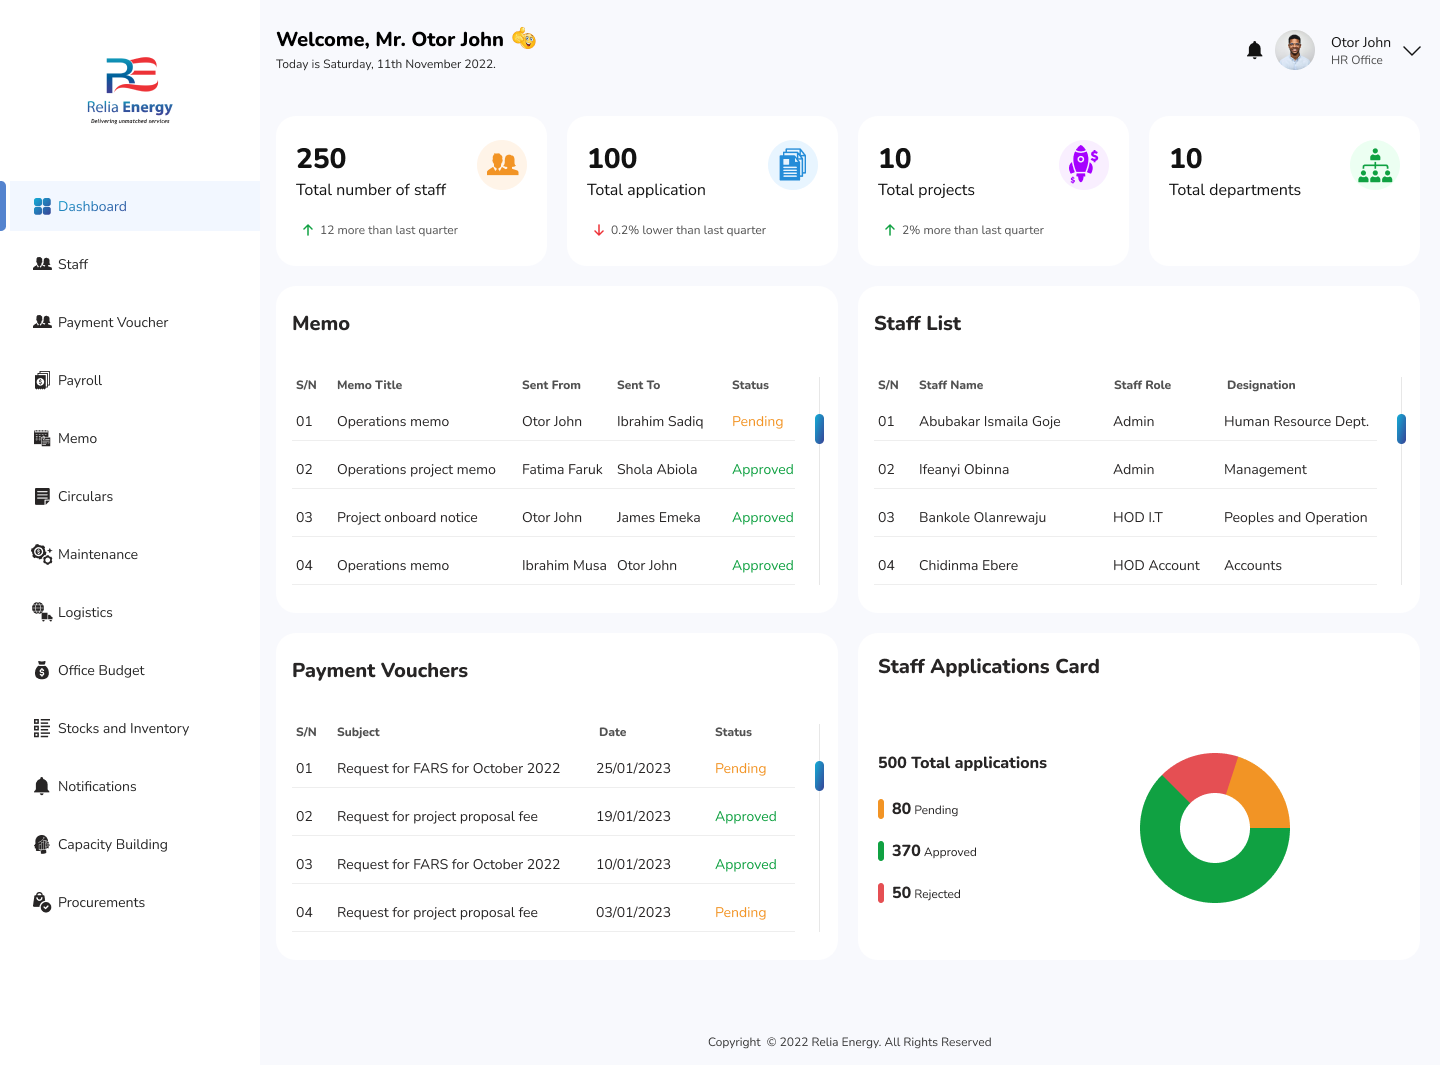 Relia Energy
Delivering unmatched services
Dashboard
Staff
Payment Voucher
Payroll
Memo
Circulars
Maintenance
Logistics
Office Budget
Stocks and Inventory
Notifications
Capacity Building
Procurements
Welcome, Mr. Otor John
Today is Saturday, 11th November 2022.
Otor John
HR Office
250
Total number of staff
12 more than last quarter
100
Total application
0.2% lower than last quarter
10
Total projects
2% more than last quarter
10
Total departments
Memo
S/N Memo Title Sent From Sent To Status
01 Operations memo Otor John Ibrahim Sadiq Pending
02 Operations project memo Fatima Faruk Shola Abiola Approved
03 Project onboard notice Otor John James Emeka Approved
04 Operations memo Ibrahim Musa Otor John Approved
Staff List
S/N Staff Name Staff Role Designation
01 Abubakar Ismaila Goje Admin Human Resource Dept.
02 Ifeanyi Obinna Admin Management
03 Bankole Olanrewaju HOD I.T Peoples and Operation
04 Chidinma Ebere HOD Account Accounts
Payment Vouchers
S/N Subject Date Status
01 Request for FARS for October 2022 25/01/2023 Pending
02 Request for project proposal fee 19/01/2023 Approved
03 Request for FARS for October 2022 10/01/2023 Approved
04 Request for project proposal fee 03/01/2023 Pending
Staff Applications Card
500 Total applications
80 Pending
370 Approved
50 Rejected
Copyright © 2022 Relia Energy. All Rights Reserved